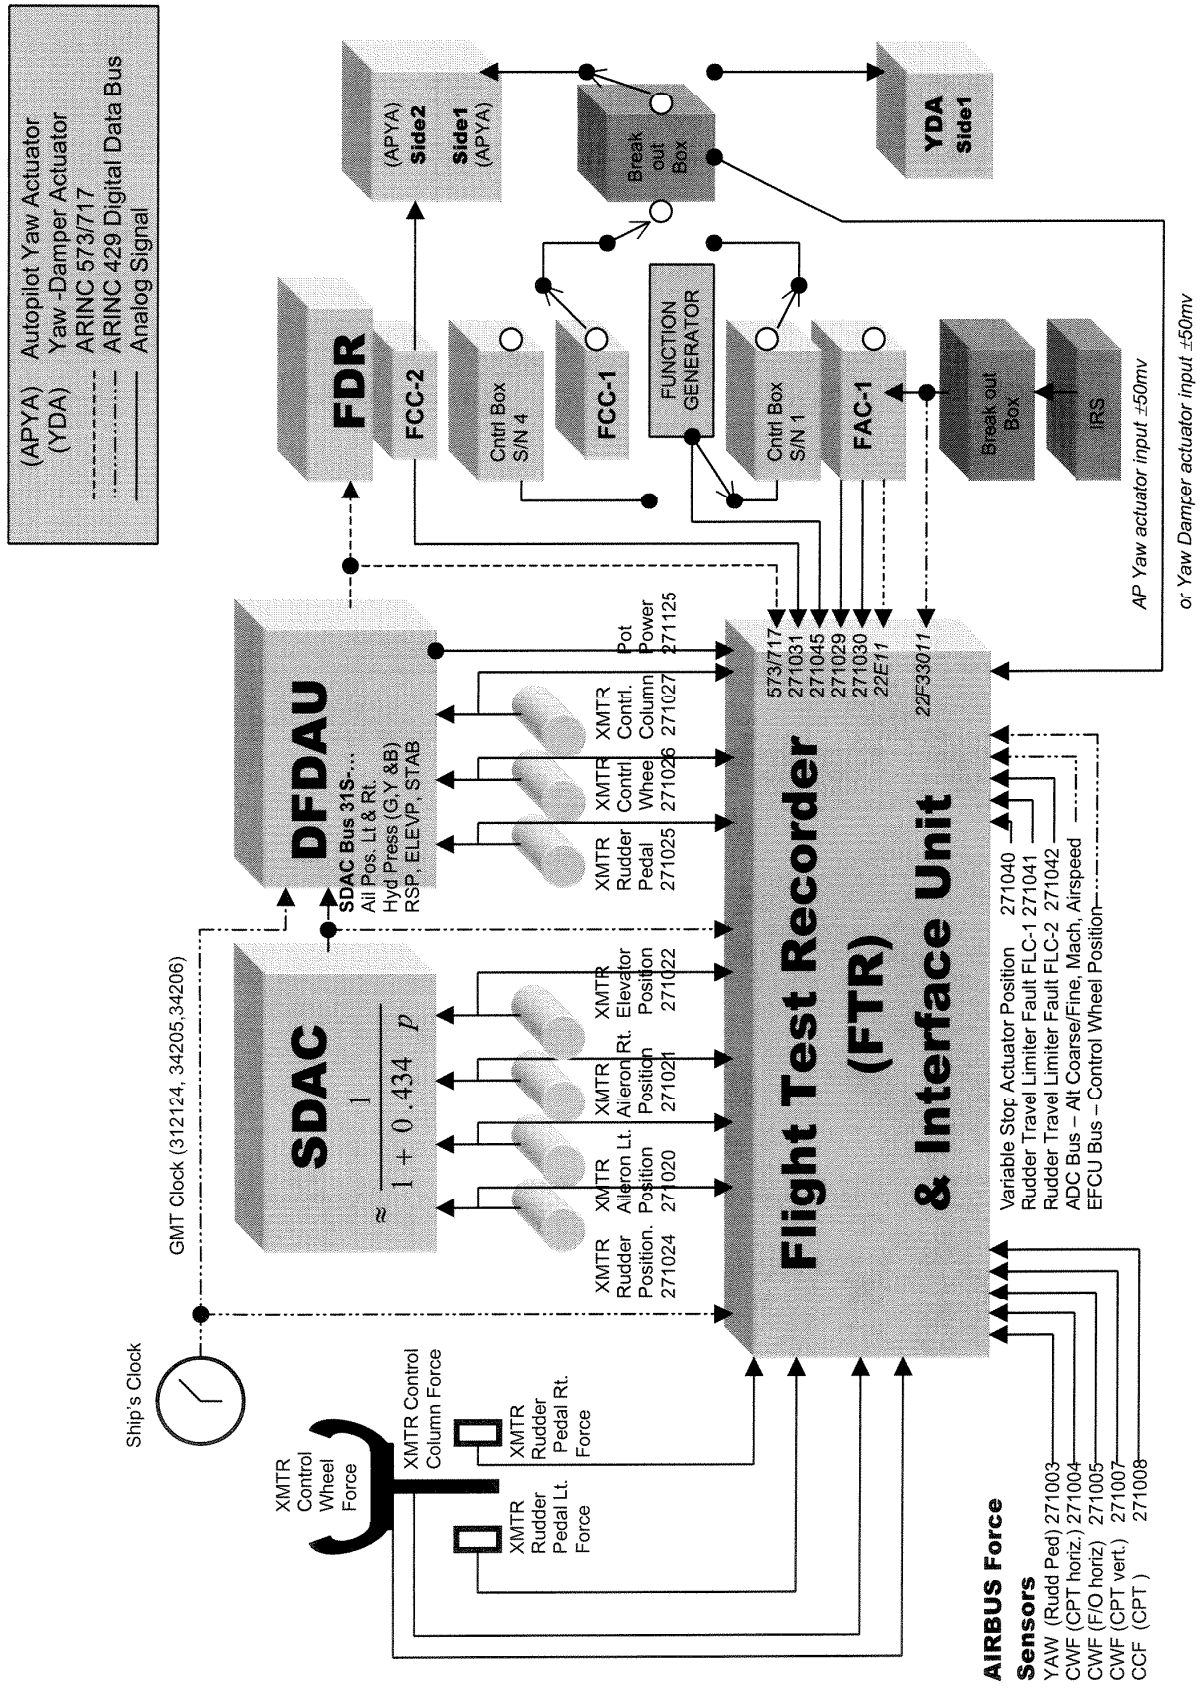 (APYA) Autopilot Yaw Actuator
(YDA) Yaw -Damper Actuator
ARINC 573/717
ARINC 429 Digital Data Bus
Analog Signal
Ship's Clock
GMT Clock (312124, 34205,34206)
SDAC
≈ 1
1 + 0 .434 p
DFDAU
SDAC Bus 31S-...
Ail Pos. Lt & Rt.
Hyd Press (G,Y &B)
RSP, ELEVP, STAB
FDR
FCC-2
(APYA)
Side2
Side1
(APYA)
Cntrl Box
S/N 4
FCC-1
Break
out
Box
FUNCTION
GENERATOR
Cntrl Box
S/N 1
FAC-1
YDA
Side1
Break out
Box
IRS
XMTR
Control
Wheel
Force
XMTR Control
Column Force
XMTR
Rudder
Pedal Lt.
Force
XMTR
Rudder
Pedal Rt.
Force
XMTR
Rudder
Position.
271024
XMTR
Aileron Lt.
Position
271020
XMTR
Aileron Rt.
Position
271021
XMTR
Elevator
Position
271022
XMTR
Rudder
Pedal
271025
XMTR
Contrl.
Wheel
271026
XMTR
Contrl.
Column
271027
Pot
Power
271125
Flight Test Recorder
(FTR)
& Interface Unit
573/717
271031
271045
271029
271030
22E11
22F33011
AP Yaw actuator input ±50mv
or Yaw Damper actuator input ±50mv
Variable Stop Actuator Position 271040
Rudder Travel Limiter Fault FLC-1 271041
Rudder Travel Limiter Fault FLC-2 271042
ADC Bus – Alt Coarse/Fine, Mach, Airspeed
EFCU Bus – Control Wheel Position
AIRBUS Force
Sensors
YAW (Rudd Ped) 271003
CWF (CPT horiz.) 271004
CWF (F/O horiz) 271005
CWF (CPT vert.) 271007
CCF (CPT ) 271008